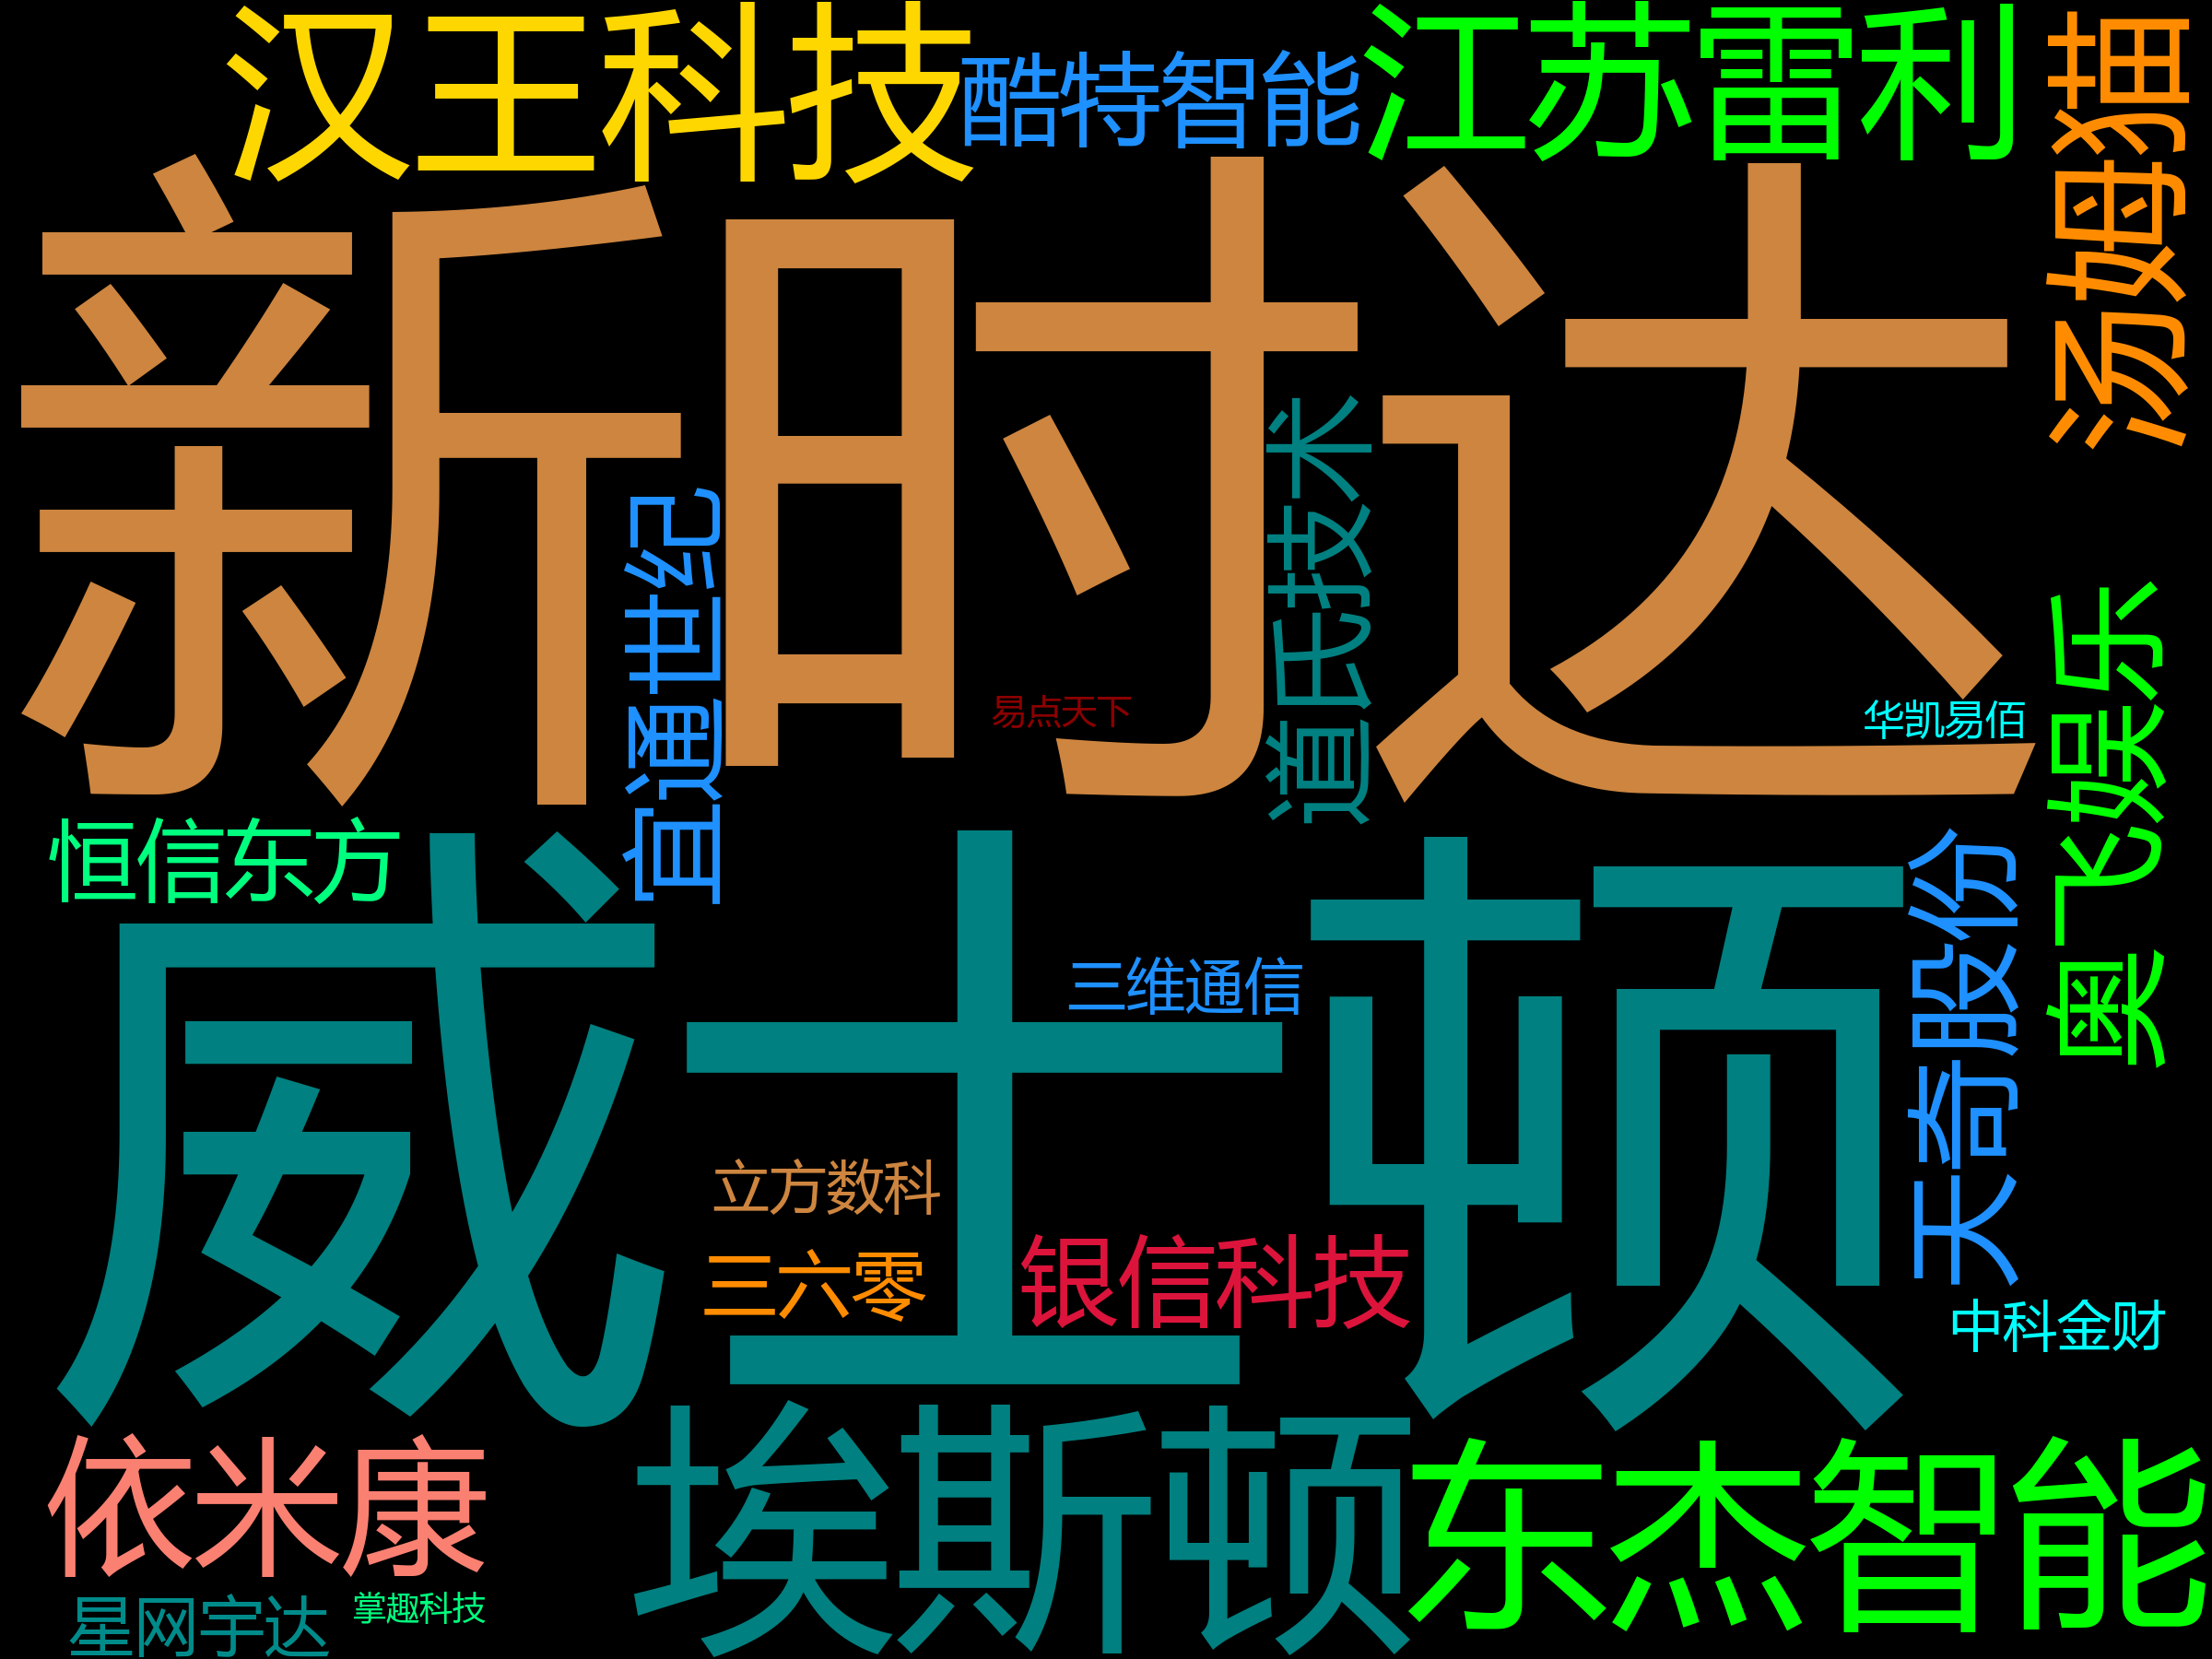 汉王科技
酷特智能
江苏雷利
汤姆猫
新时达
宜通世纪
道氏技术
易点天下
华凯易佰
奥飞娱乐
恒信东方
威士顿
三维通信
天奇股份
立方数科
三六零
银信科技
中科金财
依米康
埃斯顿
东杰智能
星网宇达
掌趣科技